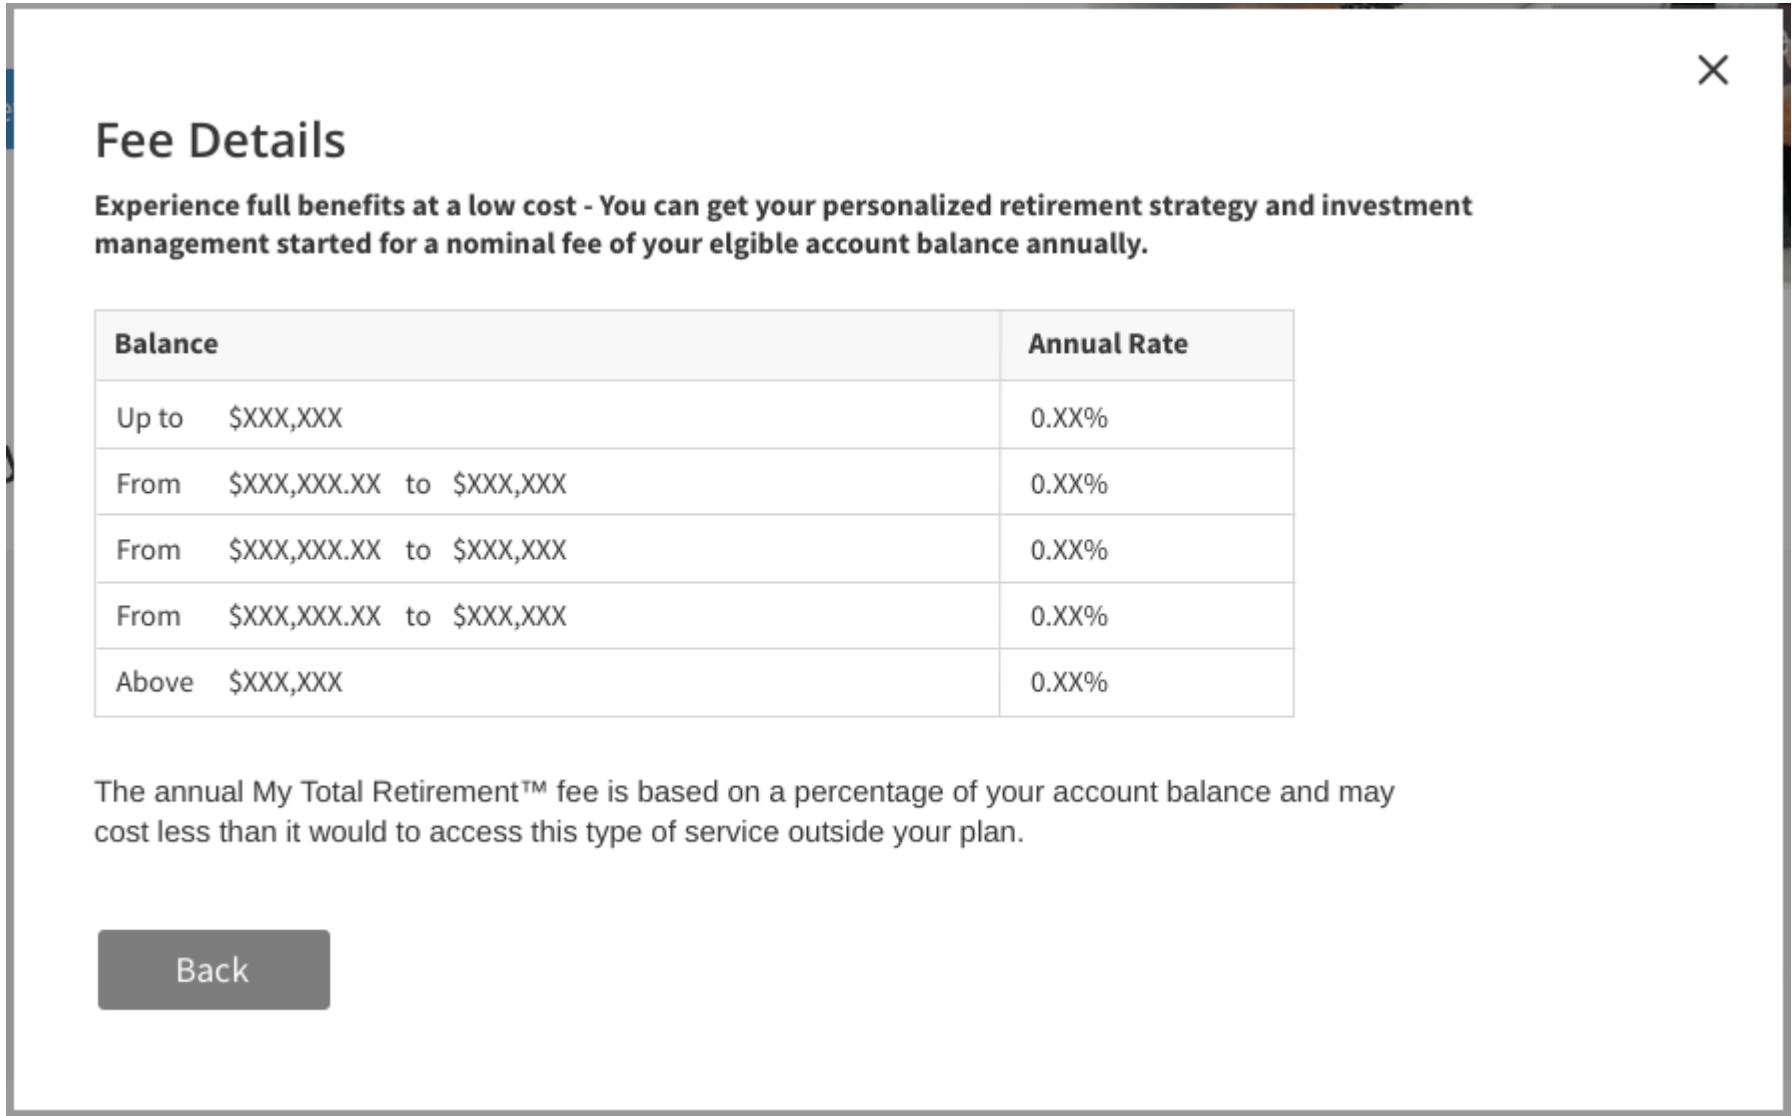 Fee Details
Experience full benefits at a low cost - You can get your personalized retirement strategy and investment
management started for a nominal fee of your elgible account balance annually.
Balance Annual Rate
Up to $XXX,XXX 0.XX%
From $XXX,XXX.XX to $XXX,XXX 0.XX%
From $XXX,XXX.XX to $XXX,XXX 0.XX%
From $XXX,XXX.XX to $XXX,XXX 0.XX%
Above $XXX,XXX 0.XX%
The annual My Total Retirement™ fee is based on a percentage of your account balance and may
cost less than it would to access this type of service outside your plan.
Back